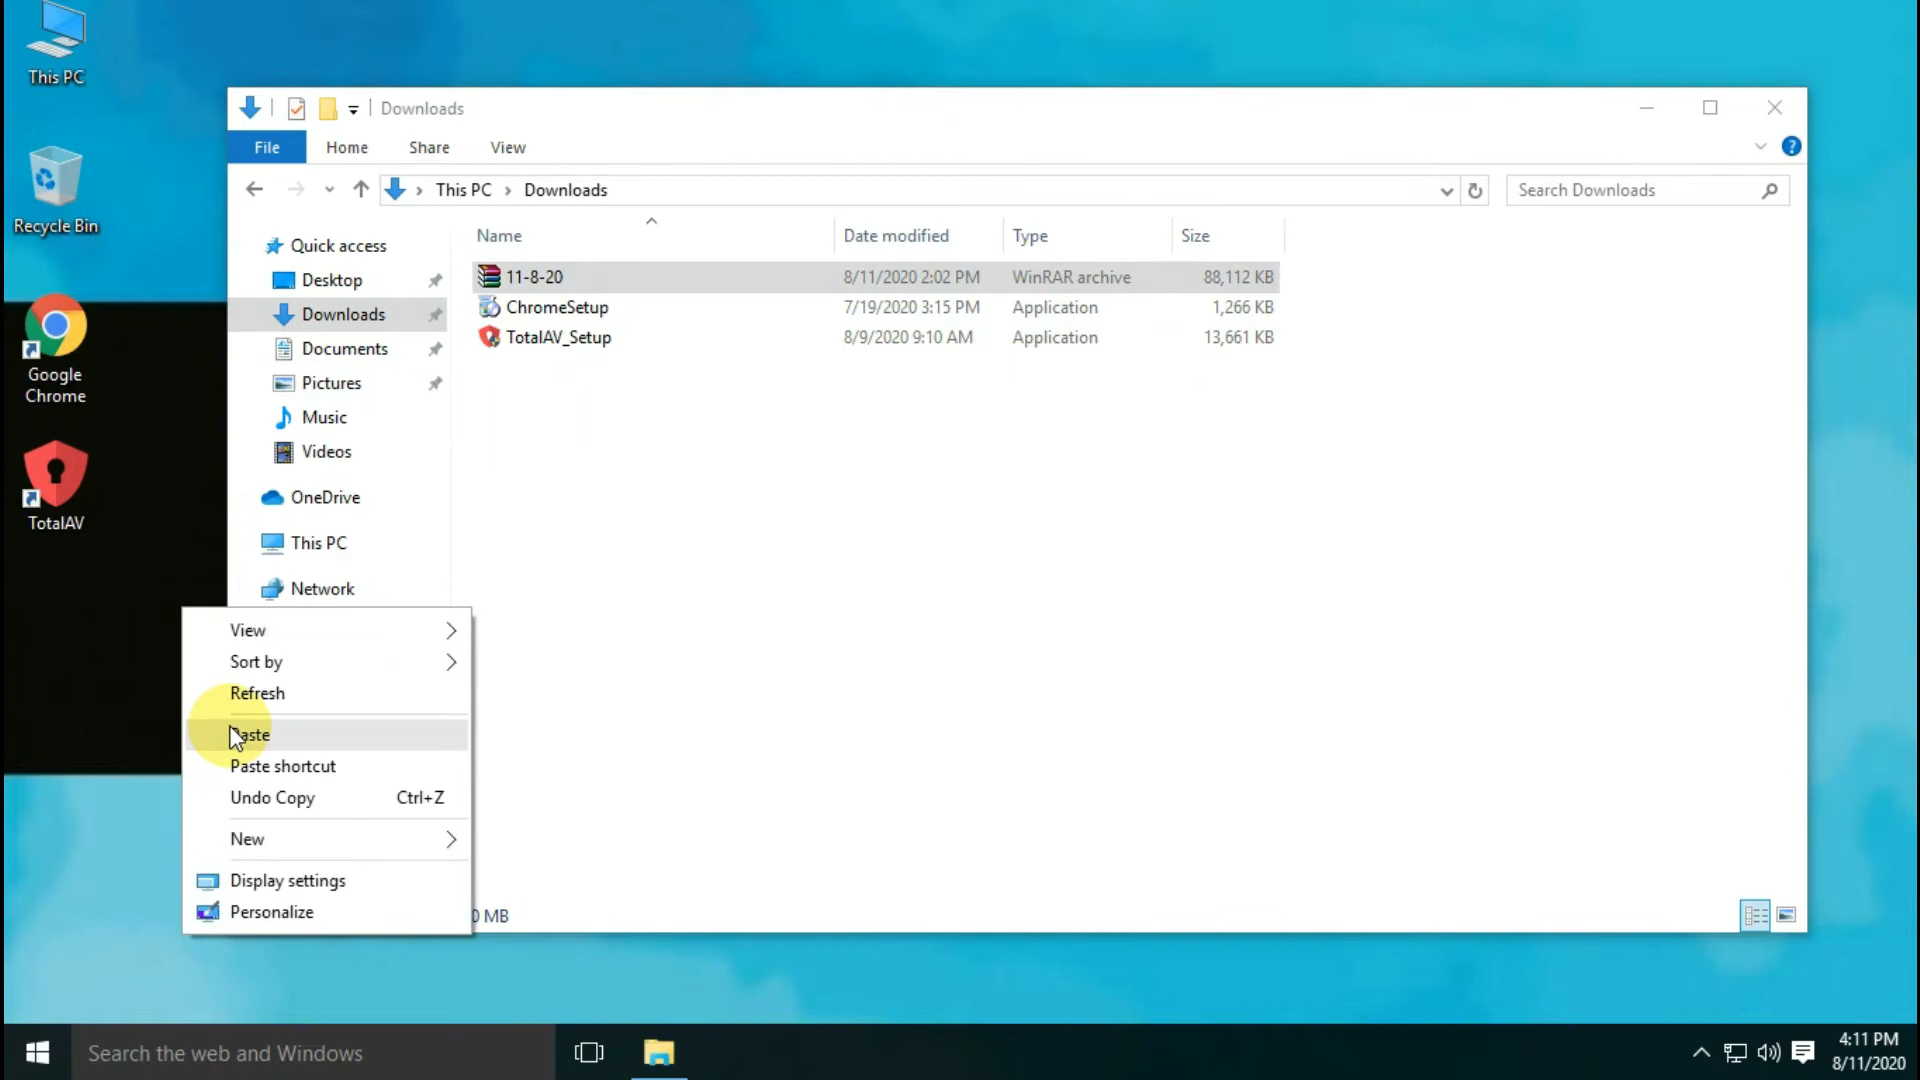 This PC
Recycle Bin
Google
Chrome
TotalAV
Downloads
File Home Share View
This PC Downloads
Search Downloads
Quick access
Desktop
Downloads
Documents
Pictures
Music
Videos
OneDrive
This PC
Network
Name Date modified Type Size
11-8-20 8/11/2020 2:02 PM WinRAR archive 88,112 KB
ChromeSetup 7/19/2020 3:15 PM Application 1,266 KB
TotalAV_Setup 8/9/2020 9:10 AM Application 13,661 KB
View
Sort by
Refresh
Paste
Paste shortcut
Undo Copy Ctrl+Z
New
Display settings
Personalize
0 MB
Search the web and Windows
4:11 PM
8/11/2020